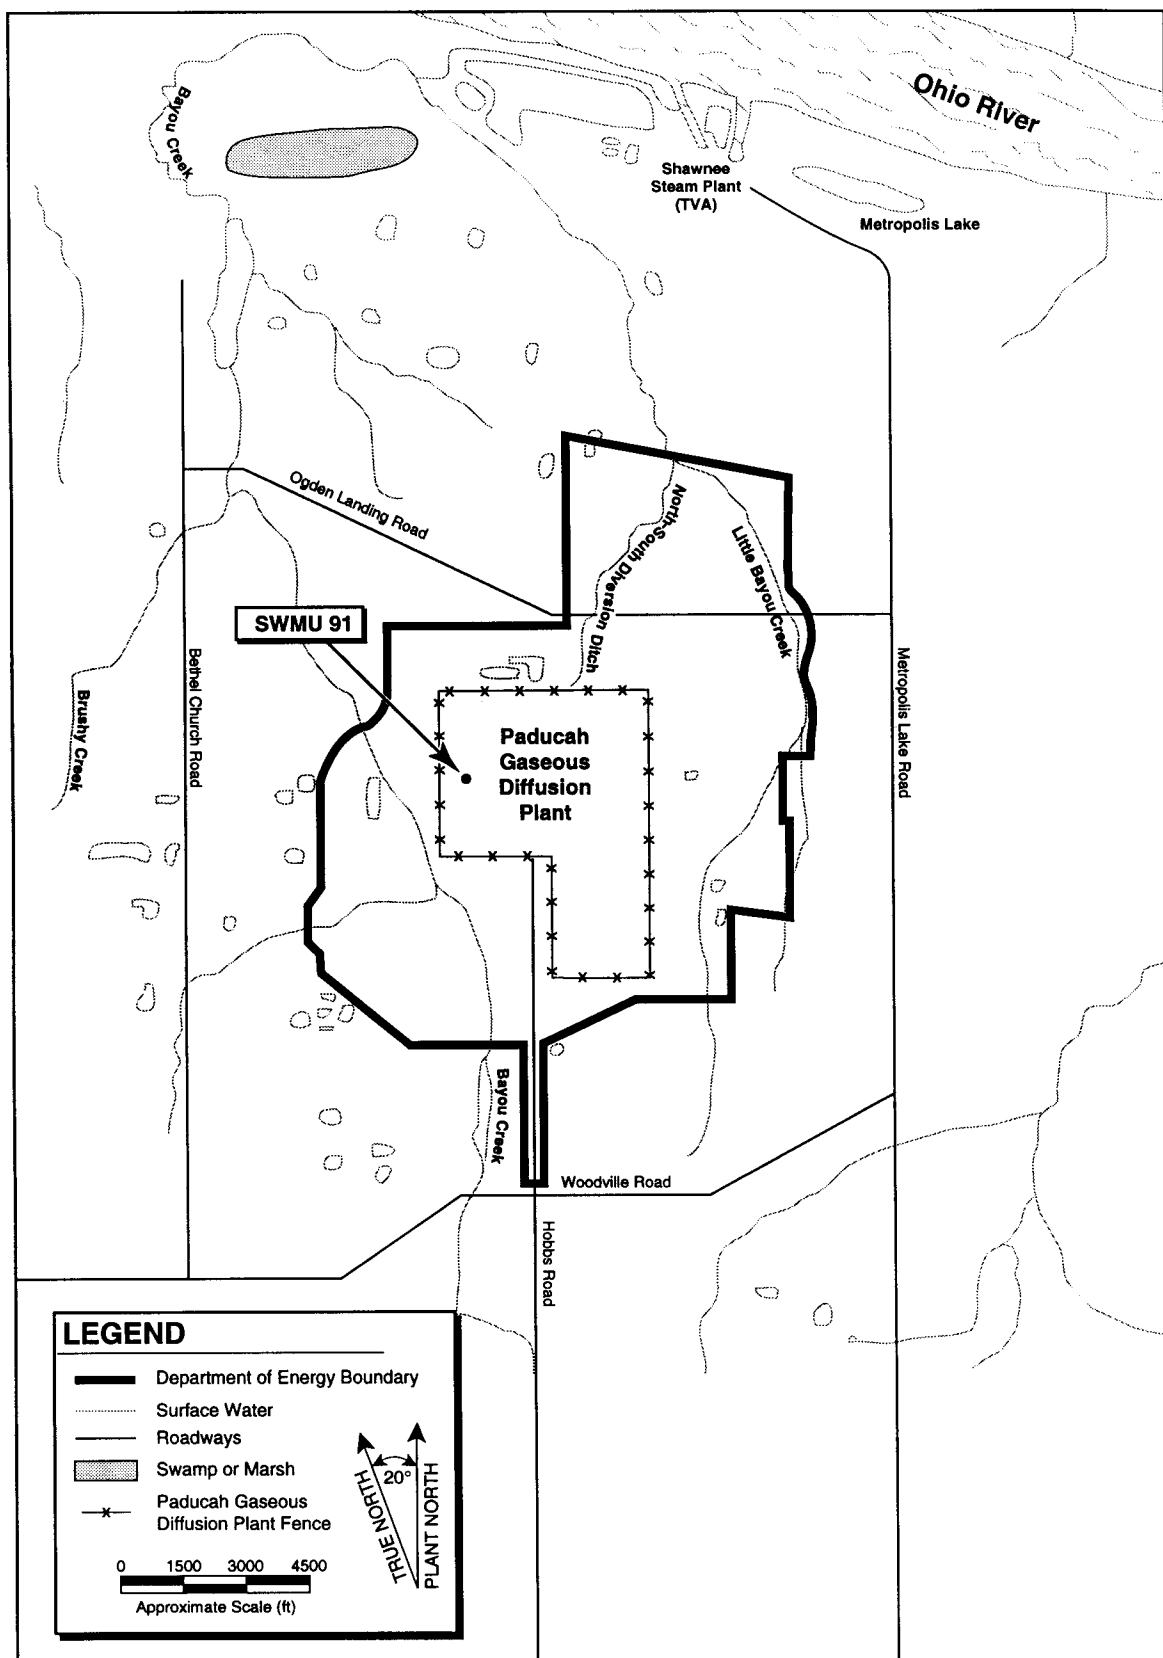 Ohio River
Bayou Creek
Shawnee
Steam Plant
(TVA)
Metropolis Lake
Ogden Landing Road
North-South Diversion Ditch
Little Bayou Creek
SWMU 91
Bethel Church Road
Brushy Creek
Metropolis Lake Road
Paducah
Gaseous
Diffusion
Plant
Bayou Creek
Woodville Road
Hobbs Road
LEGEND
Department of Energy Boundary
Surface Water
Roadways
Swamp or Marsh
Paducah Gaseous
Diffusion Plant Fence
0 1500 3000 4500
Approximate Scale (ft)
20°
TRUE NORTH
PLANT NORTH